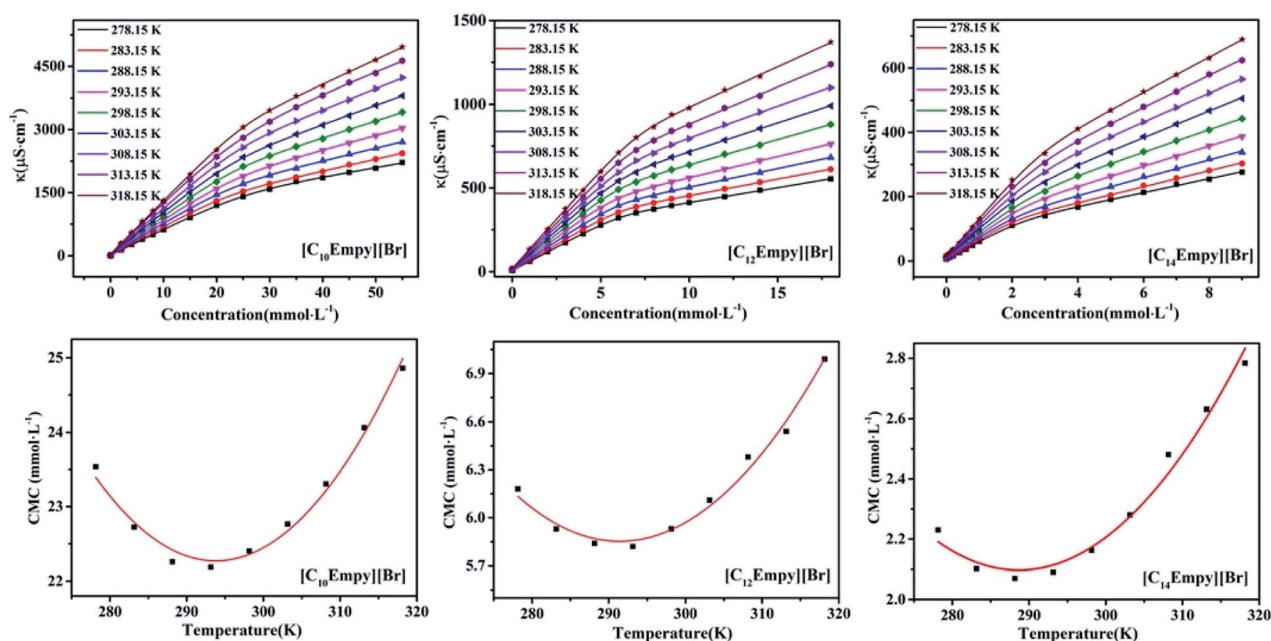 278.15 K
283.15 K
288.15 K
293.15 K
298.15 K
303.15 K
308.15 K
313.15 K
318.15 K
4500
3000
1500
0
κ(μS·cm⁻¹)
[C₁₀Empy][Br]
0 10 20 30 40 50
Concentration(mmol·L⁻¹)
278.15 K
283.15 K
288.15 K
293.15 K
298.15 K
303.15 K
308.15 K
313.15 K
318.15 K
1500
1000
500
0
κ(μS·cm⁻¹)
[C₁₂Empy][Br]
0 5 10 15
Concentration(mmol·L⁻¹)
278.15 K
283.15 K
288.15 K
293.15 K
298.15 K
303.15 K
308.15 K
313.15 K
318.15 K
600
400
200
0
κ(μS·cm⁻¹)
[C₁₄Empy][Br]
0 2 4 6 8
Concentration(mmol·L⁻¹)
25
24
23
22
CMC (mmol·L⁻¹)
[C₁₀Empy][Br]
280 290 300 310 320
Temperature(K)
6.9
6.6
6.3
6.0
5.7
CMC (mmol·L⁻¹)
[C₁₂Empy][Br]
280 290 300 310 320
Temperature(K)
2.8
2.6
2.4
2.2
2.0
CMC (mmol·L⁻¹)
[C₁₄Empy][Br]
280 290 300 310 320
Temperature(K)